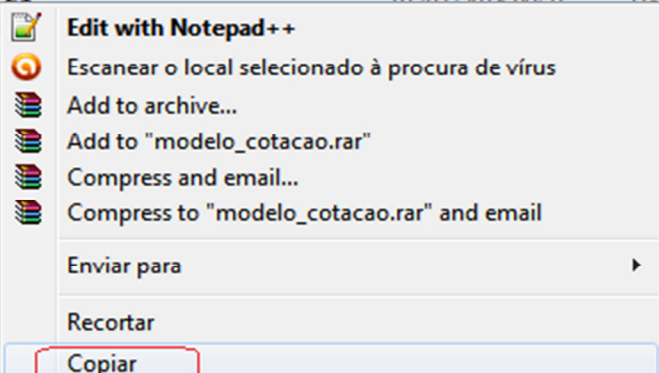 Edit with Notepad++
Escanear o local selecionado à procura de vírus
Add to archive...
Add to "modelo_cotacao.rar"
Compress and email...
Compress to "modelo_cotacao.rar" and email
Enviar para
Recortar
Copiar